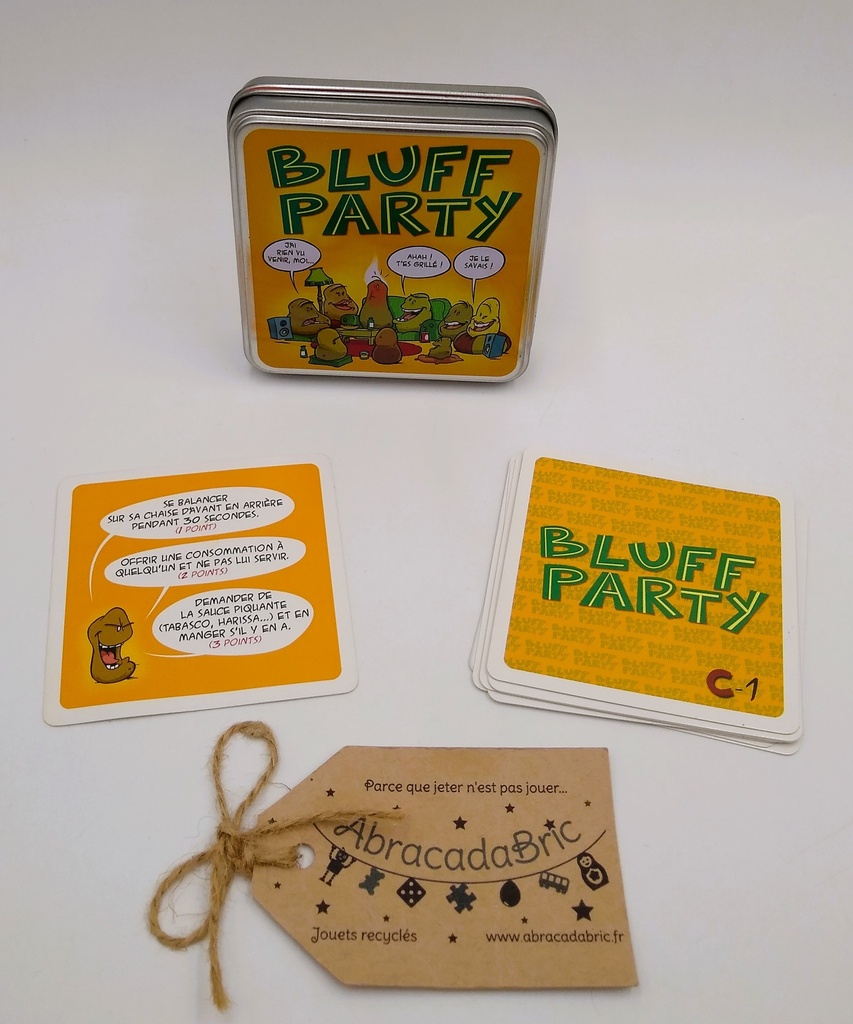 BLUFF
PARTY
J'AI
RIEN VU
VENIR, MOI...
AHAH !
T'ES GRILLÉ !
JE LE
SAVAIS !
SE BALANCER
SUR SA CHAISE D'AVANT EN ARRIÈRE
PENDANT 30 SECONDES.
(1 POINT)
OFFRIR UNE CONSOMMATION À
QUELQU'UN ET NE PAS LUI SERVIR.
(2 POINTS)
DEMANDER DE
LA SAUCE PIQUANTE
(TABASCO, HARISSA...) ET EN
MANGER S'IL Y EN A.
(3 POINTS)
BLUFF
PARTY
C-1
Parce que jeter n'est pas jouer...
AbracadaBric
Jouets recyclés
www.abracadabric.fr